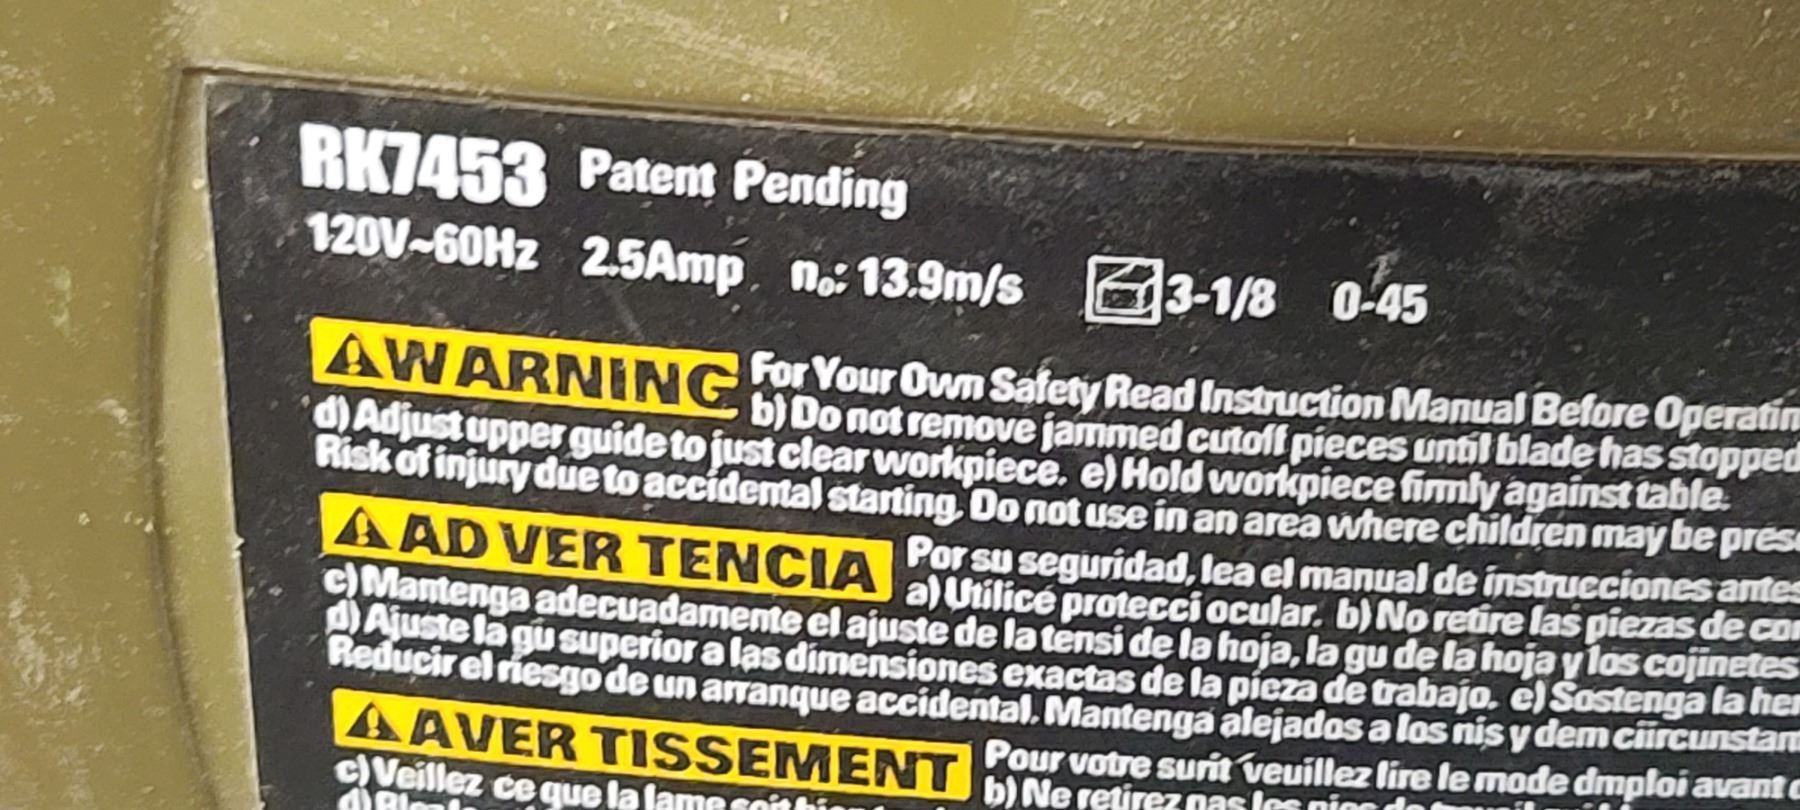 RK7453 Patent Pending
120V~60Hz 2.5Amp n₀: 13.9m/s 3-1/8 0-45
WARNING For Your Own Safety Read Instruction Manual Before Operatin
b) Do not remove jammed cutoff pieces until blade has stopped
d) Adjust upper guide to just clear workpiece. e) Hold workpiece firmly against table.
Risk of injury due to accidental starting. Do not use in an area where children may be prese
AD VER TENCIA Por su seguridad, lea el manual de instrucciones antes
a) Utilice protecci ocular. b) No retire las piezas de cor
c) Mantenga adecuadamente el ajuste de la tensi de la hoja, la gu de la hoja y los cojinetes
d) Ajuste la gu superior a las dimensiones exactas de la pieza de trabajo. e) Sostenga la her
Reducir el riesgo de un arranque accidental. Mantenga alejados a los nis y dem ciircunstan
AVER TISSEMENT Pour votre surit veuillez lire le mode dmploi avant
b) Ne retirez pas les
c) Veillez ce que la lame soit